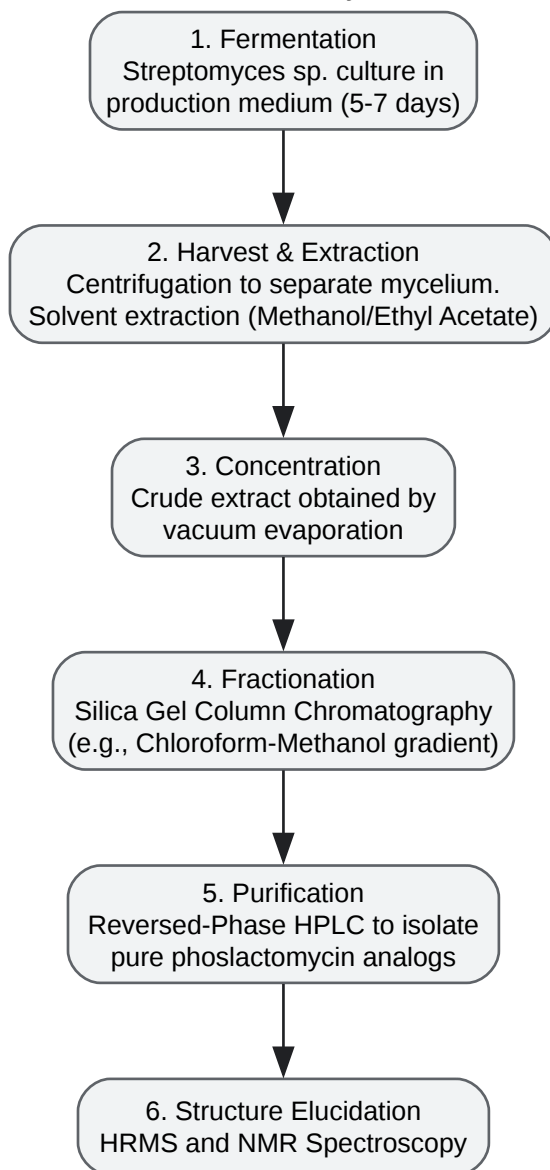 1. Fermentation
Streptomyces sp. culture in
production medium (5-7 days)
2. Harvest & Extraction
Centrifugation to separate mycelium.
Solvent extraction (Methanol/Ethyl Acetate)
3. Concentration
Crude extract obtained by
vacuum evaporation
4. Fractionation
Silica Gel Column Chromatography
(e.g., Chloroform-Methanol gradient)
5. Purification
Reversed-Phase HPLC to isolate
pure phoslactomycin analogs
6. Structure Elucidation
HRMS and NMR Spectroscopy